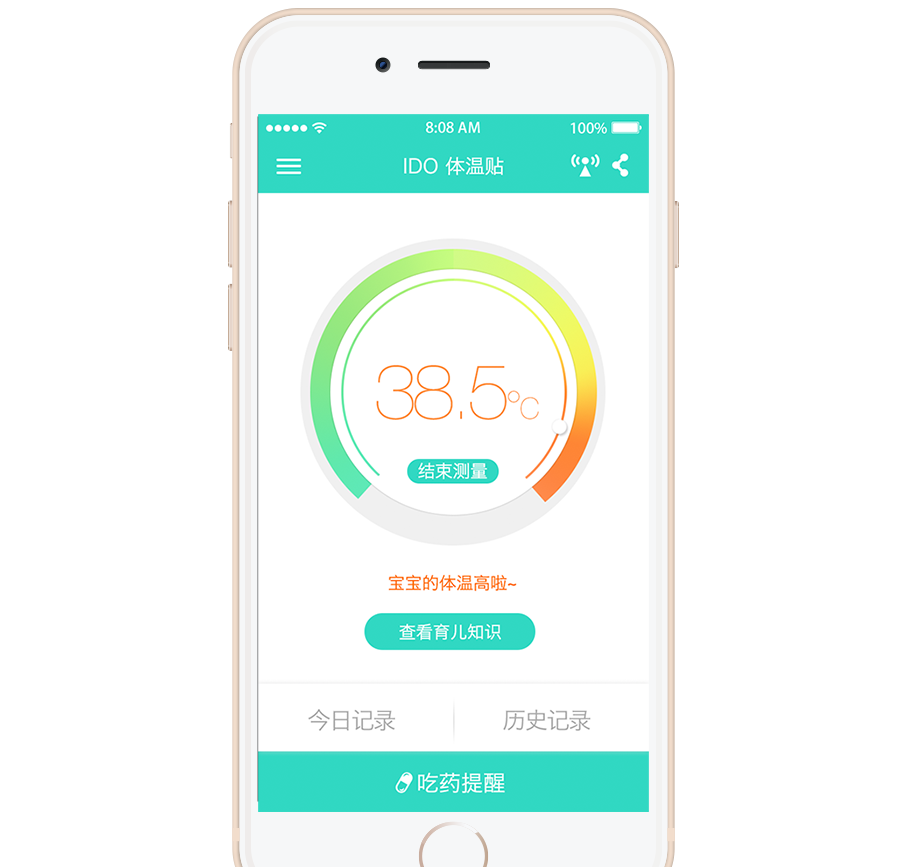 8:08 AM
100%
IDO 体温贴
38.5°C
结束测量
宝宝的体温高啦~
查看育儿知识
今日记录
历史记录
吃药提醒